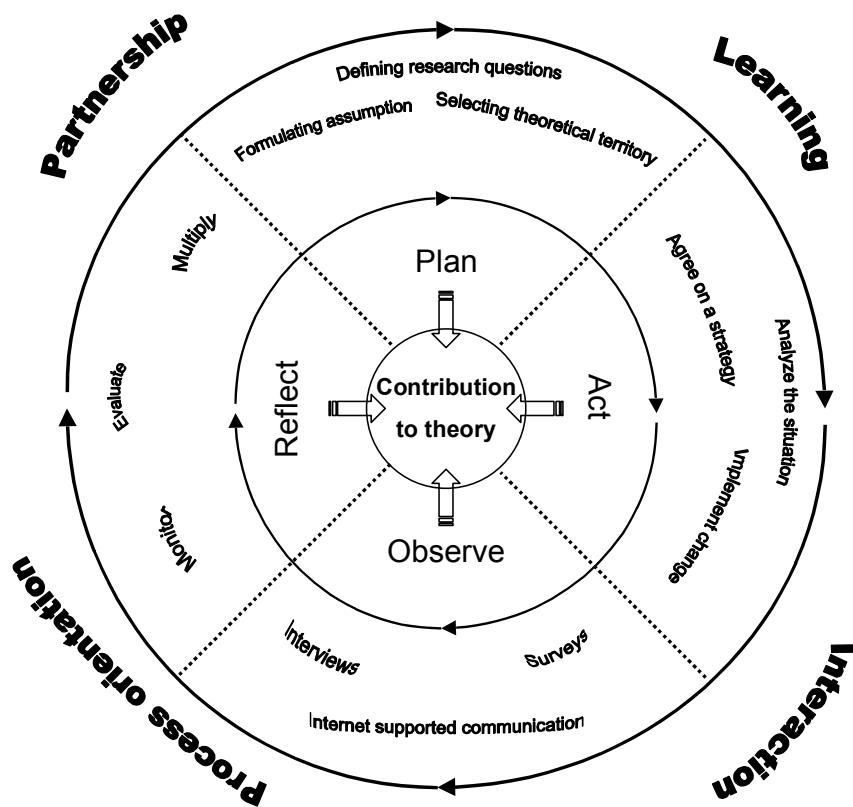 Partnership
Learning
Defining research questions
Formulating assumption
Selecting theoretical territory
Multiply
Plan
Agree on a strategy
Analyze the situation
Evaluate
Reflect
Contribution
to theory
Act
Implement change
Monitor
Observe
Interviews
Surveys
Internet supported communication
Process orientation
Interaction